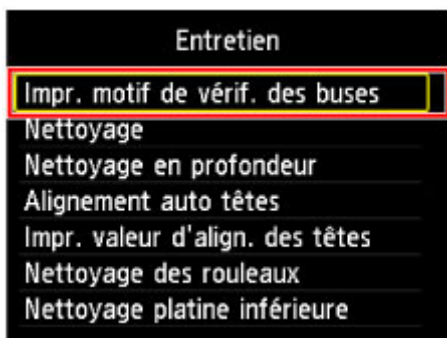 Entretien
Impr. motif de vérif. des buses
Nettoyage
Nettoyage en profondeur
Alignement auto têtes
Impr. valeur d'align. des têtes
Nettoyage des rouleaux
Nettoyage platine inférieure